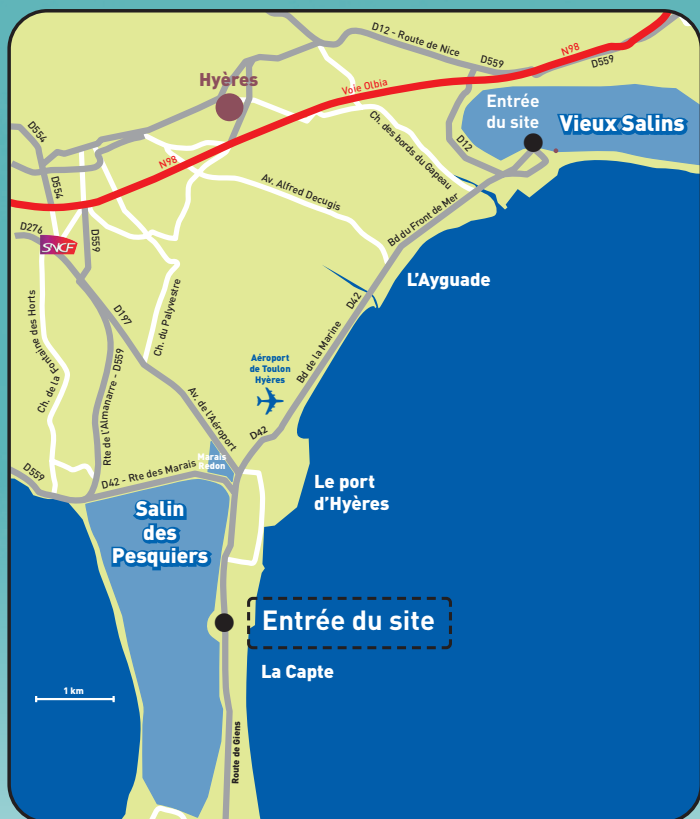 D12 - Route de Nice
D559
N98
D559
Hyères
Voie Olbia
Entrée
du site
Vieux Salins
Ch. des bords du Gapeau
D12
D554
N98
D554
Av. Alfred Decugis
Bd du Front de Mer
D276
SNCF
D559
L'Ayguade
D197
Ch. du Palyvestre
D42
Bd de la Marine
Ch. de la Fontaine des Horts
Rte de l'Almanarre - D559
Aéroport
de Toulon
Hyères
Av. de l'Aéroport
D42
Marais
Redon
D559
D42 - Rte des Marais
Le port
d'Hyères
Salin
des
Pesquiers
Entrée du site
La Capte
1 km
Route de Giens